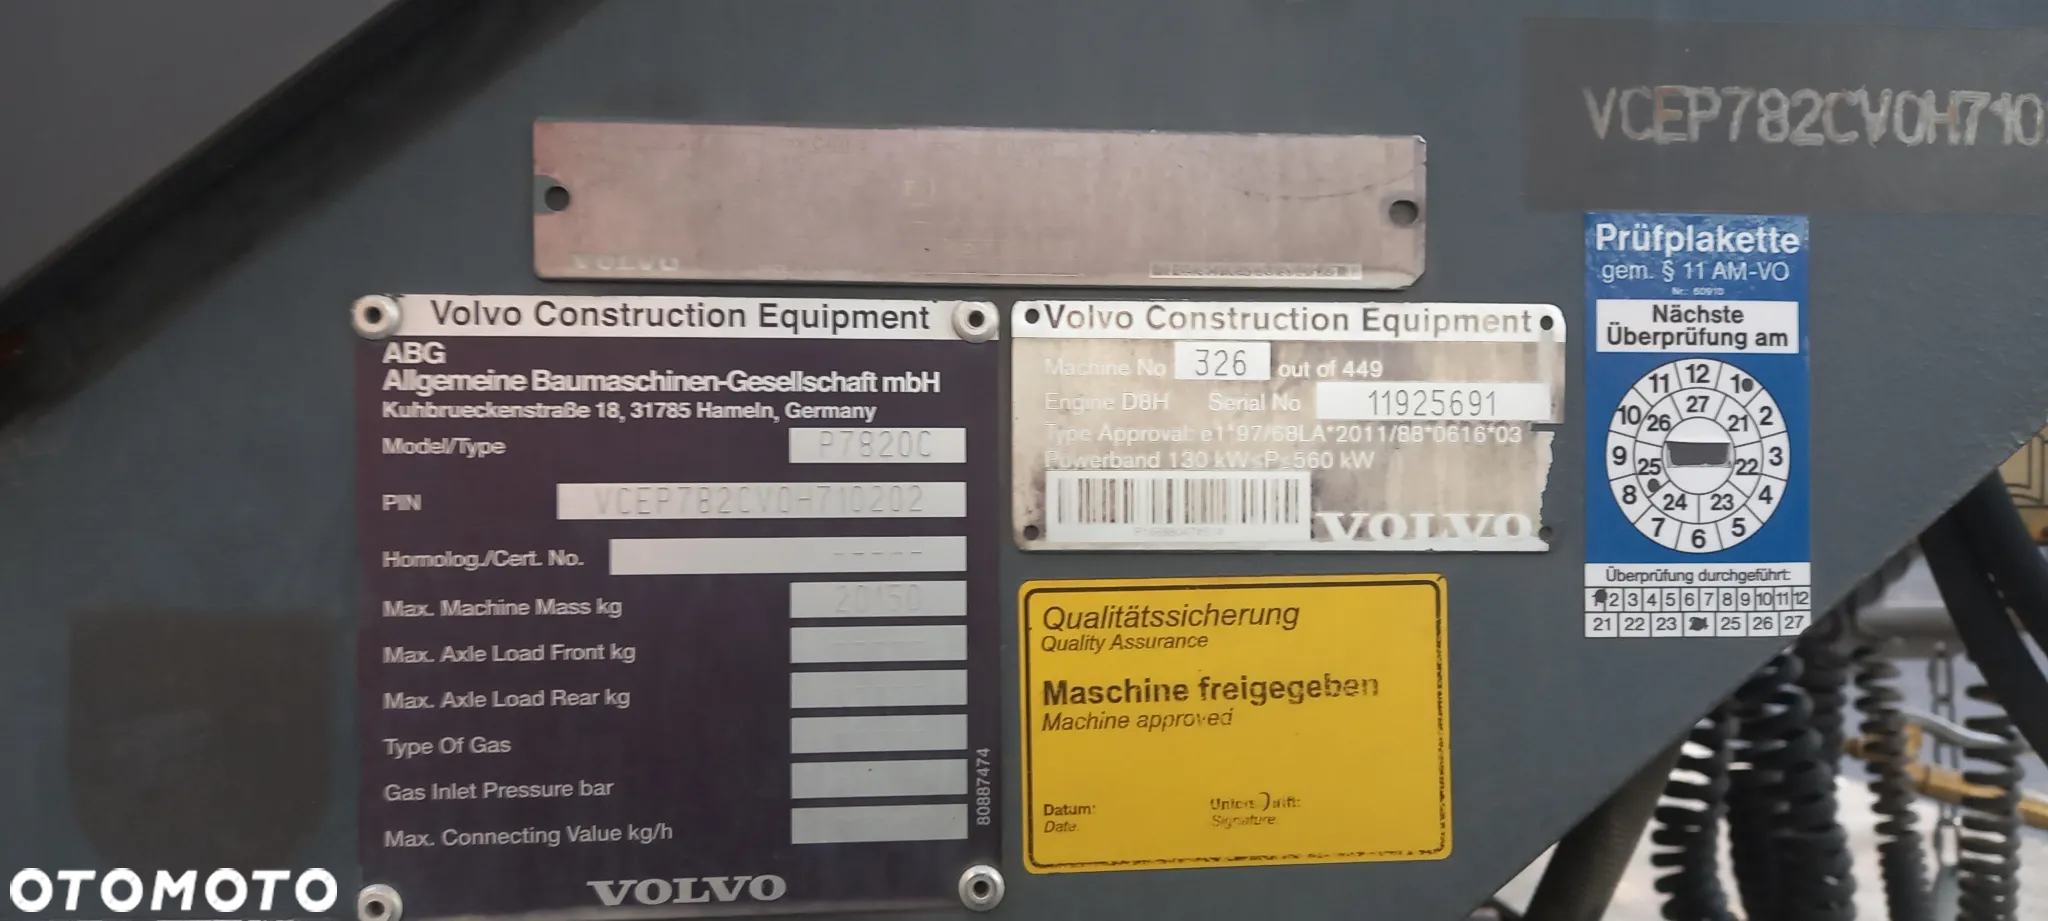 VCEP782CV0H710
VOLVO
Volvo Construction Equipment
ABG
Allgemeine Baumaschinen-Gesellschaft mbH
Kuhbrueckenstraße 18, 31785 Hameln, Germany
Model/Type P7820C
PIN VCEP782CV0H710202
Homolog./Cert. No. -----
Max. Machine Mass kg 20150
Max. Axle Load Front kg
Max. Axle Load Rear kg
Type Of Gas
Gas Inlet Pressure bar
Max. Connecting Value kg/h
80887474
VOLVO
Volvo Construction Equipment
Machine No 326 out of 449
Engine D8H Serial No 11925691
Type Approval: e1*97/68LA*2011/88*0616*03
Powerband 130 kW≤P≤560 kW
VOLVO
Qualitätssicherung
Quality Assurance
Maschine freigegeben
Machine approved
Datum:
Date:
Signature:
Prüfplakette
gem. § 11 AM-VO
Nr.: 60910
Nächste
Überprüfung am
12 1 2 3 4 5 6 7 8 9 10 11
27 21 22 23 24 25 26
Überprüfung durchgeführt:
1 2 3 4 5 6 7 8 9 10 11 12
21 22 23 24 25 26 27
OTOMOTO